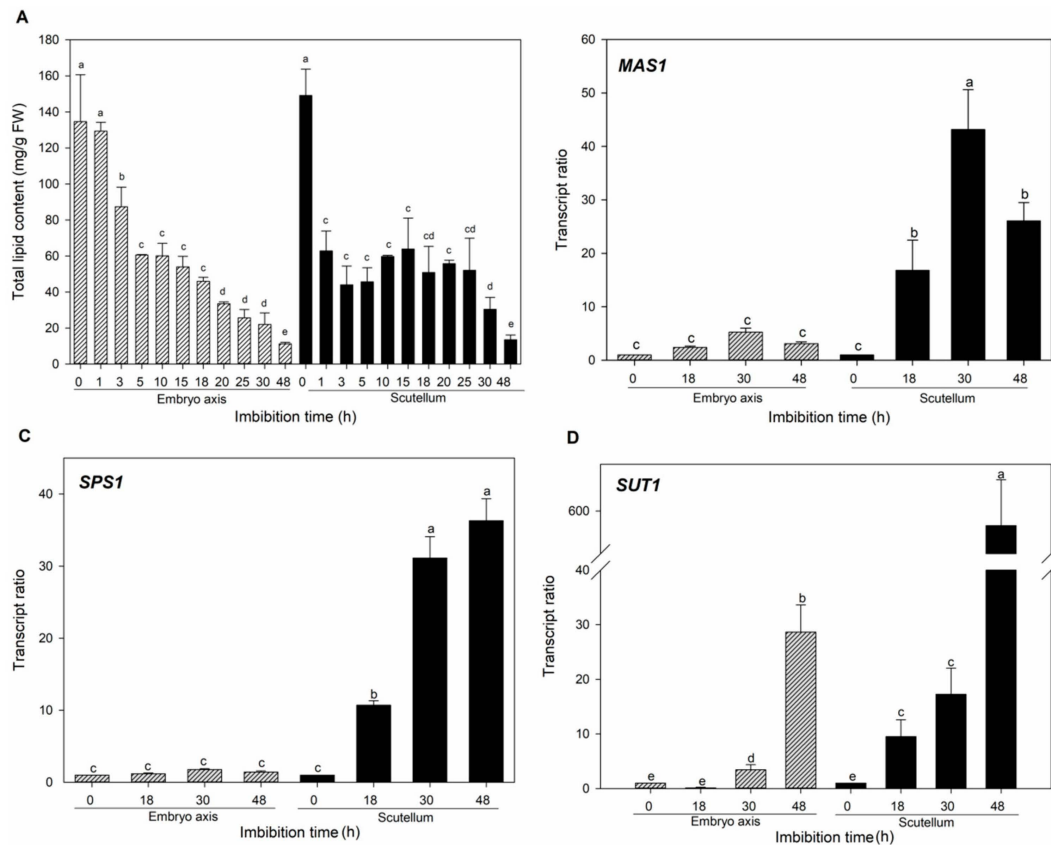 A
180
160
140
120
100
80
60
40
20
0
Total lipid content (mg/g FW)
a
a
b
c
c
c
c
d
d
d
e
a
c
c
c
c
c
cd
c
cd
d
e
0 1 3 5 10 15 18 20 25 30 48 0 1 3 5 10 15 18 20 25 30 48
Embryo axis Scutellum
Imbibition time (h)
MAS1
60
50
40
30
20
10
0
Transcript ratio
c c c c c b a b
0 18 30 48 0 18 30 48
Embryo axis Scutellum
Imbibition time (h)
C
SPS1
40
30
20
10
0
Transcript ratio
c c c c c b a a
0 18 30 48 0 18 30 48
Embryo axis Scutellum
Imbibition time (h)
D
SUT1
600
40
30
20
10
0
Transcript ratio
e e d b e c c a
0 18 30 48 0 18 30 48
Embryo axis Scutellum
Imbibition time (h)